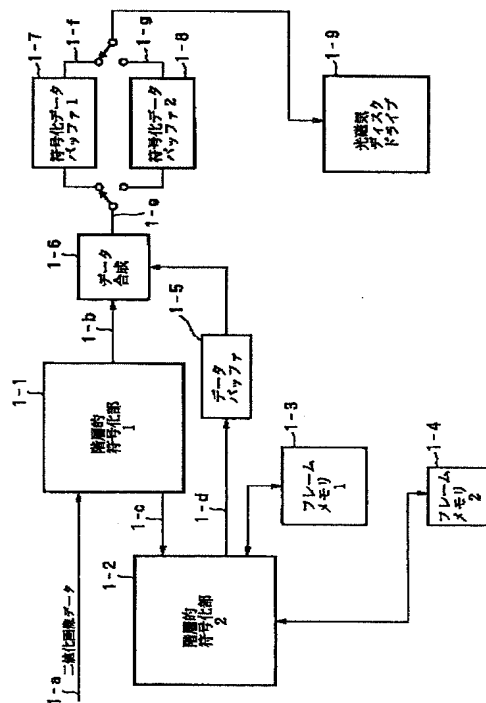 1-a
二値化画像データ
1-1
階層的
符号化部
1
1-b
1-c
1-2
階層的
符号化部
2
1-d
1-3
フレーム
メモリ
1
1-4
フレーム
メモリ
2
1-5
データ
バッファ
1-6
データ
合成
1-e
1-7
符号化データ
バッファ1
1-f
1-8
符号化データ
バッファ2
1-g
1-9
光磁気
ディスク
ドライブ